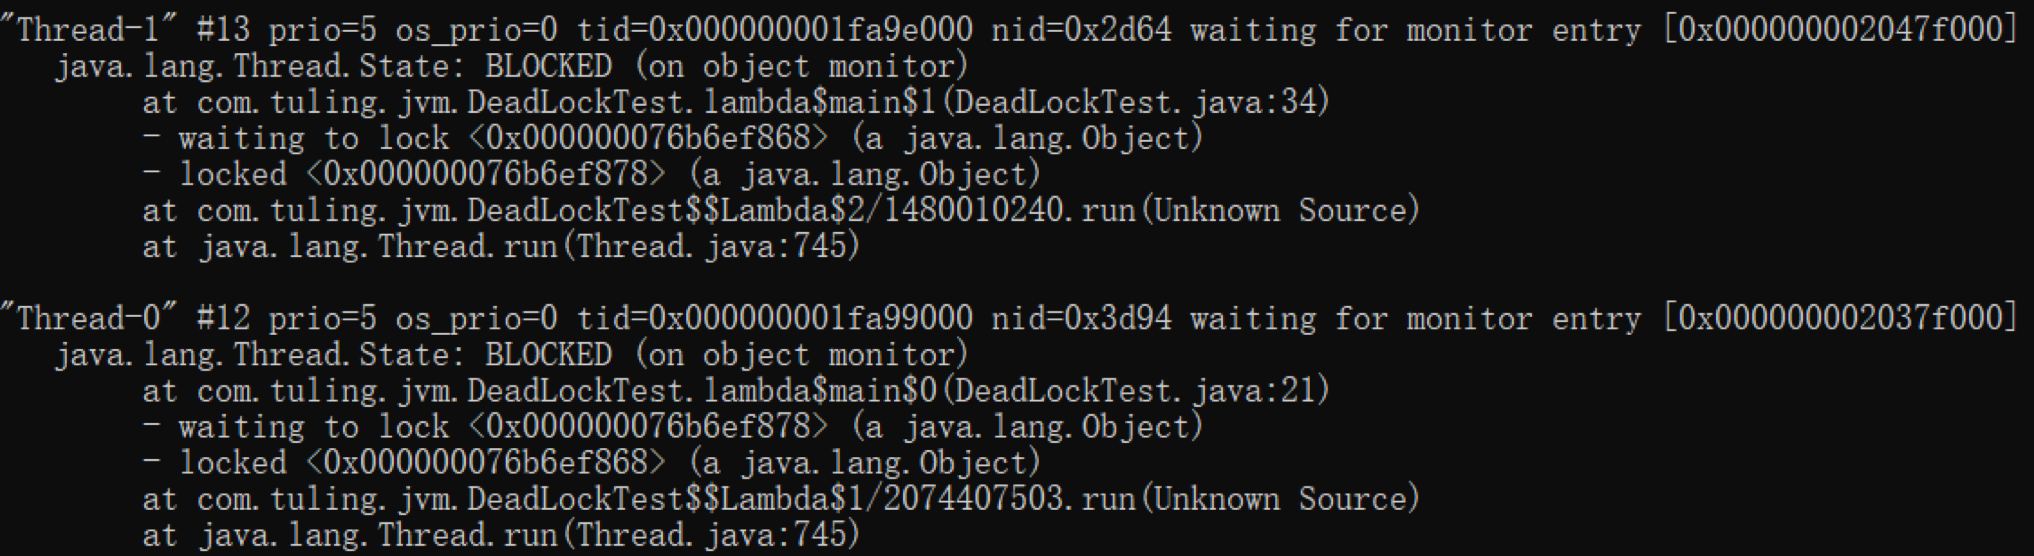 "Thread-1" #13 prio=5 os_prio=0 tid=0x000000001fa9e000 nid=0x2d64 waiting for monitor entry [0x000000002047f000]
java.lang.Thread.State: BLOCKED (on object monitor)
at com.tuling.jvm.DeadLockTest.lambda$main$1(DeadLockTest.java:34)
- waiting to lock <0x000000076b6ef868> (a java.lang.Object)
- locked <0x000000076b6ef878> (a java.lang.Object)
at com.tuling.jvm.DeadLockTest$$Lambda$2/1480010240.run(Unknown Source)
at java.lang.Thread.run(Thread.java:745)
"Thread-0" #12 prio=5 os_prio=0 tid=0x000000001fa99000 nid=0x3d94 waiting for monitor entry [0x000000002037f000]
java.lang.Thread.State: BLOCKED (on object monitor)
at com.tuling.jvm.DeadLockTest.lambda$main$0(DeadLockTest.java:21)
- waiting to lock <0x000000076b6ef878> (a java.lang.Object)
- locked <0x000000076b6ef868> (a java.lang.Object)
at com.tuling.jvm.DeadLockTest$$Lambda$1/2074407503.run(Unknown Source)
at java.lang.Thread.run(Thread.java:745)